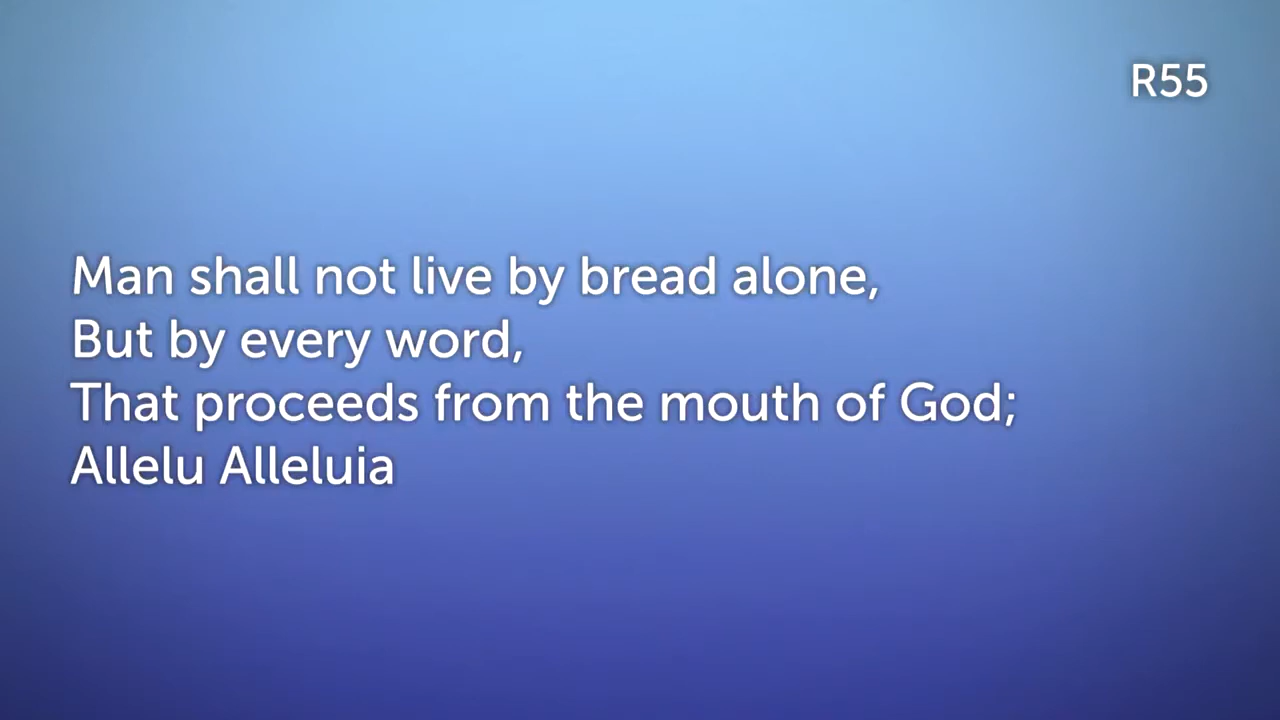 R55
Man shall not live by bread alone,
But by every word,
That proceeds from the mouth of God;
Allelu Alleluia